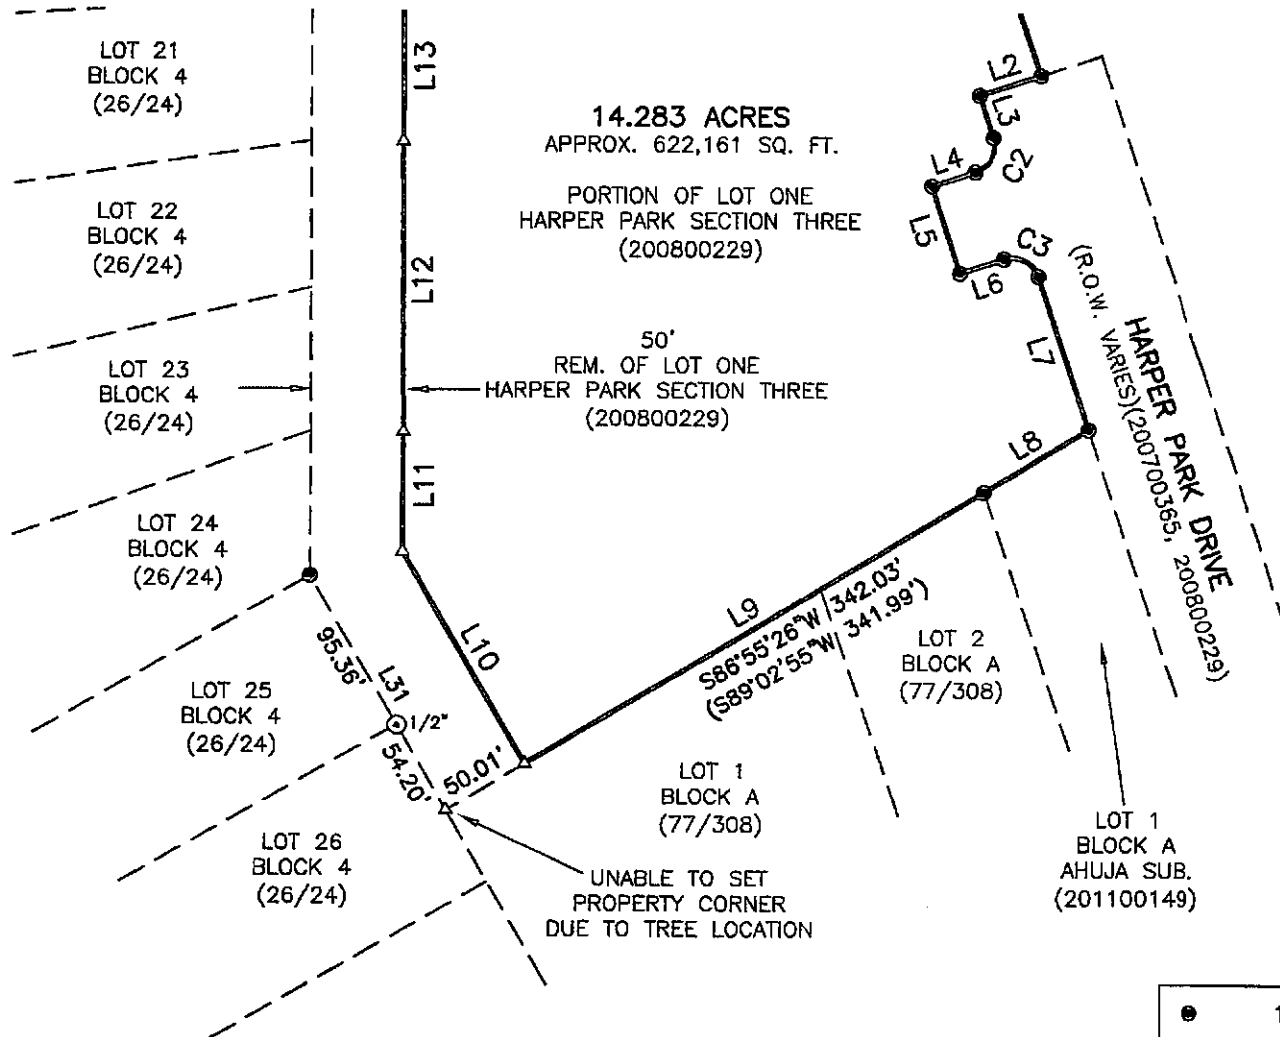 LOT 21
BLOCK 4
(26/24)
L13
14.283 ACRES
APPROX. 622,161 SQ. FT.
L2
L3
C2
L4
LOT 22
BLOCK 4
(26/24)
PORTION OF LOT ONE
HARPER PARK SECTION THREE
(200800229)
L5
C3
L6
L12
L7
HARPER PARK DRIVE
(R.O.W. VARIES)(200700365, 200800229)
LOT 23
BLOCK 4
(26/24)
50'
REM. OF LOT ONE
HARPER PARK SECTION THREE
(200800229)
L11
L8
LOT 24
BLOCK 4
(26/24)
L9
S86°55'26"W 342.03'
(S89°02'55"W 341.99')
L10
95.36'
L31
LOT 2
BLOCK A
(77/308)
LOT 25
BLOCK 4
(26/24)
1/2"
54.20'
50.01'
LOT 1
BLOCK A
(77/308)
LOT 26
BLOCK 4
(26/24)
UNABLE TO SET
PROPERTY CORNER
DUE TO TREE LOCATION
LOT 1
BLOCK A
AHUJA SUB.
(201100149)
1